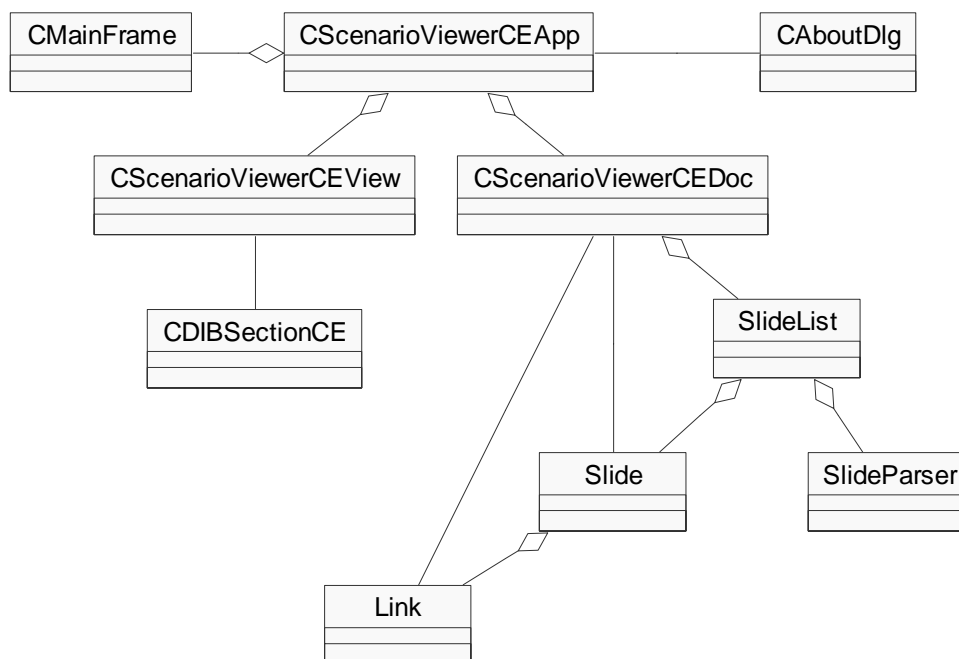 CMainFrame
CScenarioViewerCEApp
CAboutDlg
CScenarioViewerCEView
CScenarioViewerCEDoc
CDIBSectionCE
SlideList
Slide
SlideParser
Link